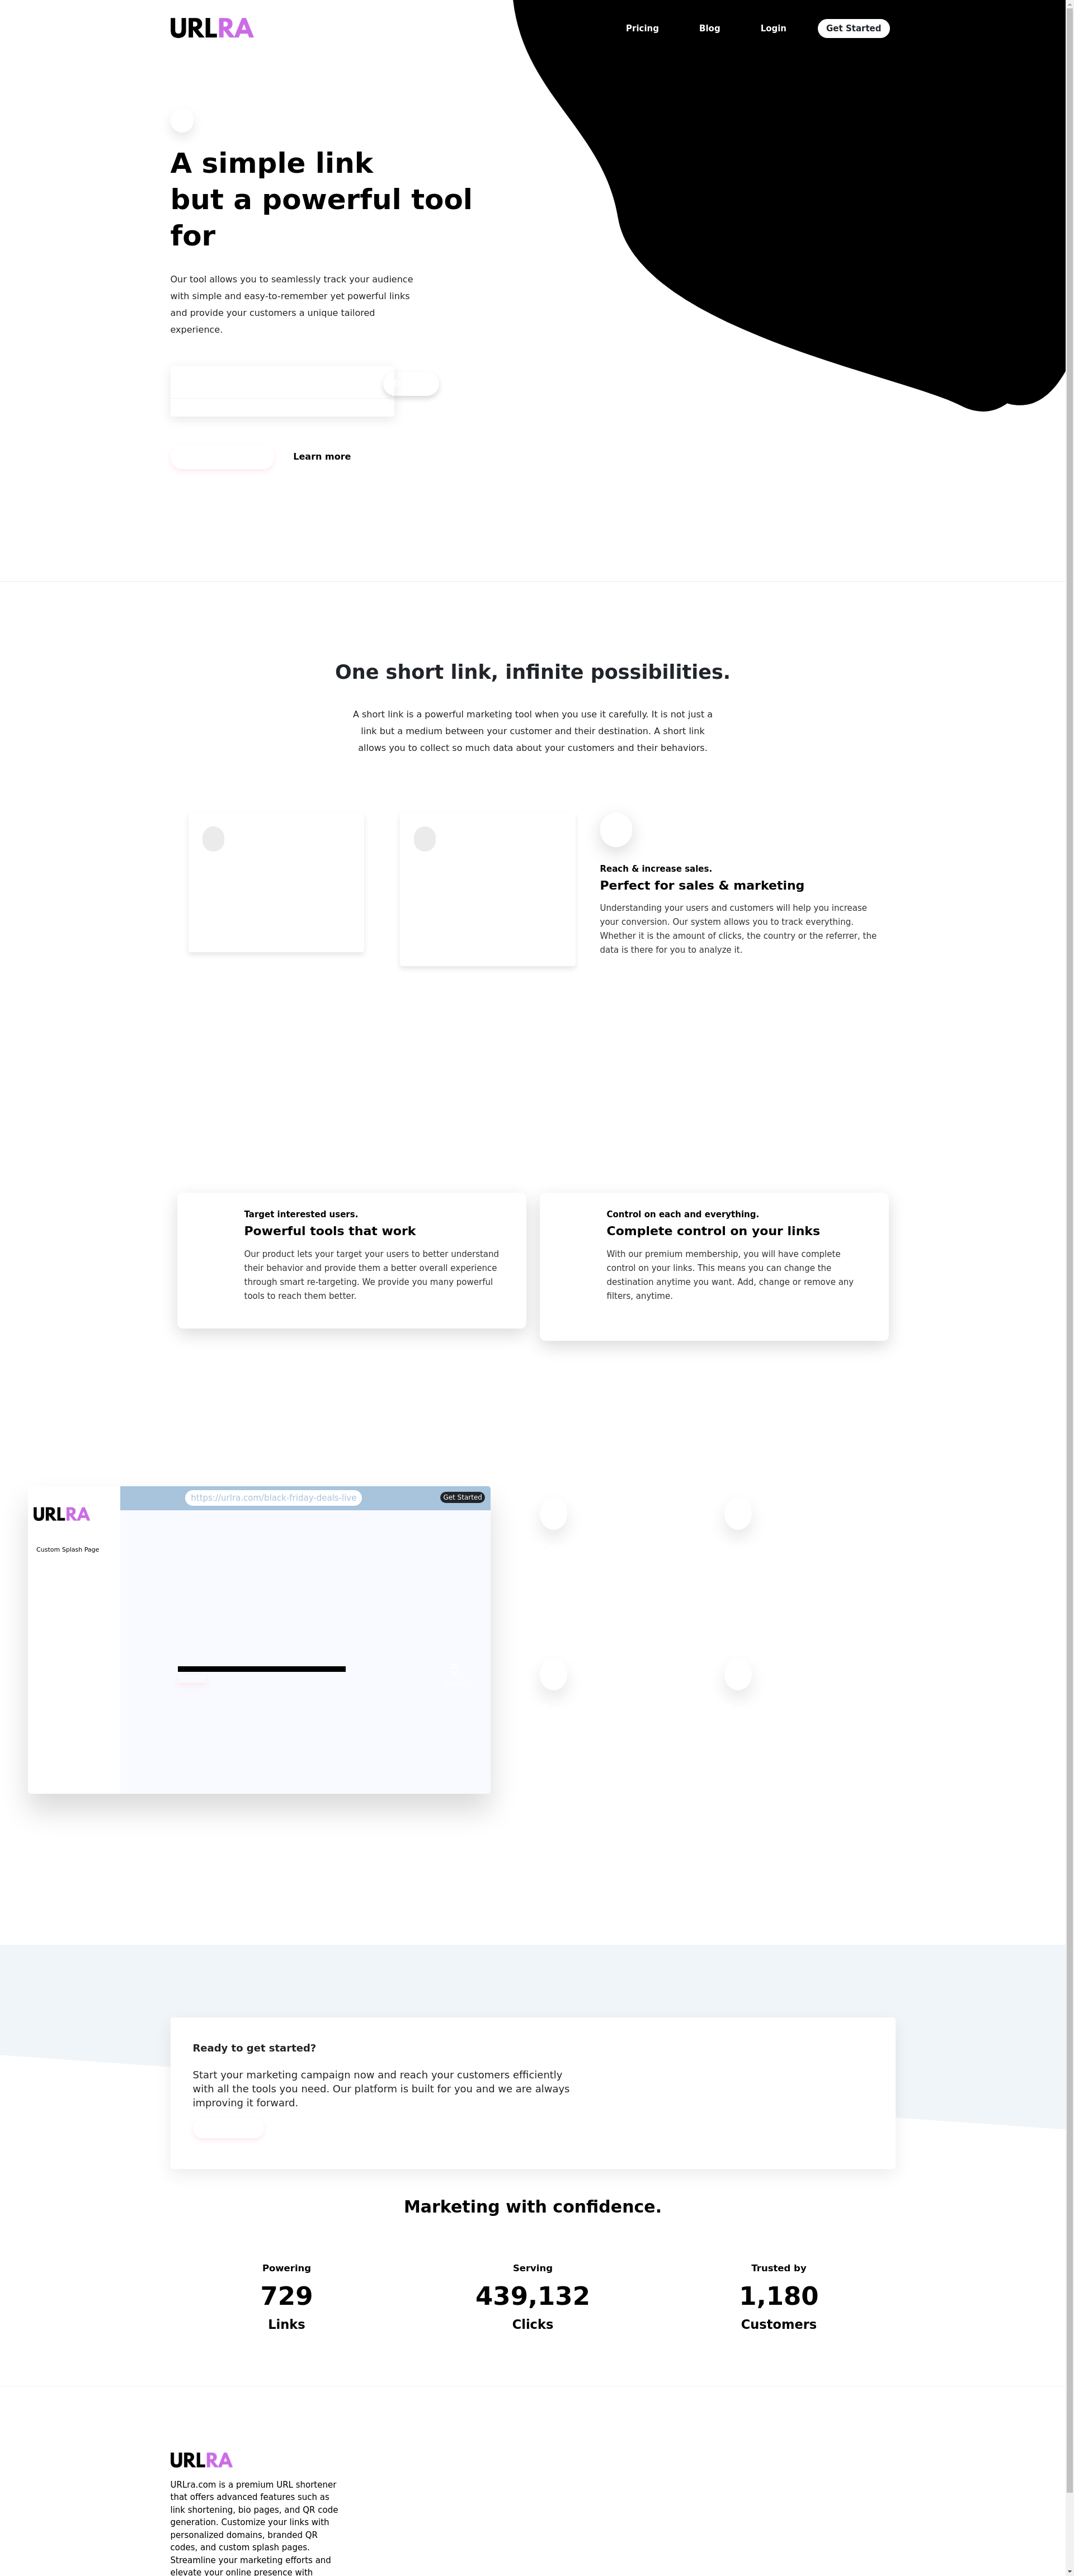 URLRA
Pricing
Blog
Login
Get Started
A simple link
but a powerful tool
for
Our tool allows you to seamlessly track your audience
with simple and easy-to-remember yet powerful links
and provide your customers a unique tailored
experience.
Learn more
One short link, infinite possibilities.
A short link is a powerful marketing tool when you use it carefully. It is not just a
link but a medium between your customer and their destination. A short link
allows you to collect so much data about your customers and their behaviors.
Reach & increase sales.
Perfect for sales & marketing
Understanding your users and customers will help you increase
your conversion. Our system allows you to track everything.
Whether it is the amount of clicks, the country or the referrer, the
data is there for you to analyze it.
Target interested users.
Powerful tools that work
Our product lets your target your users to better understand
their behavior and provide them a better overall experience
through smart re-targeting. We provide you many powerful
tools to reach them better.
Control on each and everything.
Complete control on your links
With our premium membership, you will have complete
control on your links. This means you can change the
destination anytime you want. Add, change or remove any
filters, anytime.
URLRA
Custom Splash Page
https://urlra.com/black-friday-deals-live
Get Started
Ready to get started?
Start your marketing campaign now and reach your customers efficiently
with all the tools you need. Our platform is built for you and we are always
improving it forward.
Marketing with confidence.
Powering
729
Links
Serving
439,132
Clicks
Trusted by
1,180
Customers
URLRA
URLra.com is a premium URL shortener
that offers advanced features such as
link shortening, bio pages, and QR code
generation. Customize your links with
personalized domains, branded QR
codes, and custom splash pages.
Streamline your marketing efforts and
elevate your online presence with